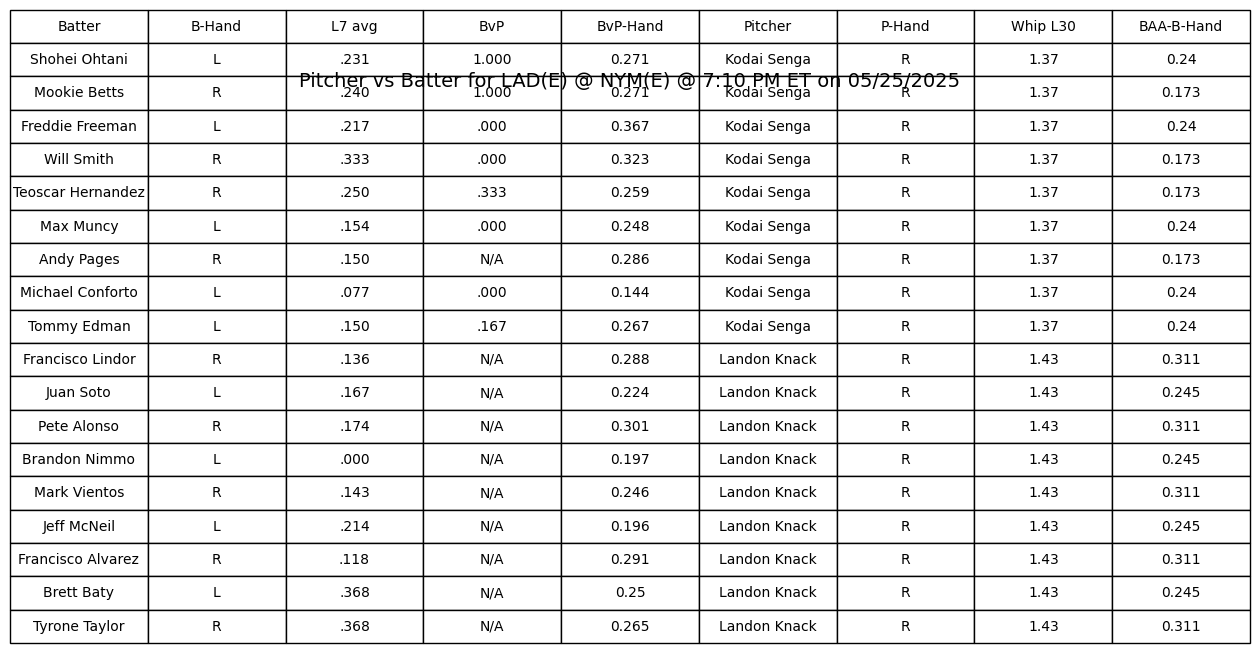 Batter B-Hand L7 avg BvP BvP-Hand Pitcher P-Hand Whip L30 BAA-B-Hand
Shohei Ohtani L .231 1.000 0.271 Kodai Senga R 1.37 0.24
Pitcher vs Batter for LAD(E) @ NYM(E) @ 7:10 PM ET on 05/25/2025
Mookie Betts R .240 1.000 0.271 Kodai Senga R 1.37 0.173
Freddie Freeman L .217 .000 0.367 Kodai Senga R 1.37 0.24
Will Smith R .333 .000 0.323 Kodai Senga R 1.37 0.173
Teoscar Hernandez R .250 .333 0.259 Kodai Senga R 1.37 0.173
Max Muncy L .154 .000 0.248 Kodai Senga R 1.37 0.24
Andy Pages R .150 N/A 0.286 Kodai Senga R 1.37 0.173
Michael Conforto L .077 .000 0.144 Kodai Senga R 1.37 0.24
Tommy Edman L .150 .167 0.267 Kodai Senga R 1.37 0.24
Francisco Lindor R .136 N/A 0.288 Landon Knack R 1.43 0.311
Juan Soto L .167 N/A 0.224 Landon Knack R 1.43 0.245
Pete Alonso R .174 N/A 0.301 Landon Knack R 1.43 0.311
Brandon Nimmo L .000 N/A 0.197 Landon Knack R 1.43 0.245
Mark Vientos R .143 N/A 0.246 Landon Knack R 1.43 0.311
Jeff McNeil L .214 N/A 0.196 Landon Knack R 1.43 0.245
Francisco Alvarez R .118 N/A 0.291 Landon Knack R 1.43 0.311
Brett Baty L .368 N/A 0.25 Landon Knack R 1.43 0.245
Tyrone Taylor R .368 N/A 0.265 Landon Knack R 1.43 0.311